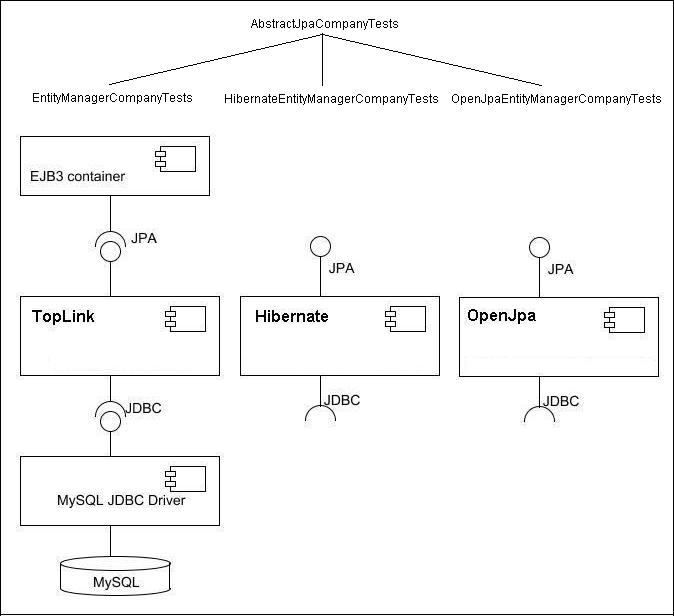 AbstractJpaCompanyTests
EntityManagerCompanyTests
HibernateEntityManagerCompanyTests
OpenJpaEntityManagerCompanyTests
EJB3 container
JPA
JPA
JPA
TopLink
Hibernate
OpenJpa
JDBC
JDBC
JDBC
MySQL JDBC Driver
MySQL